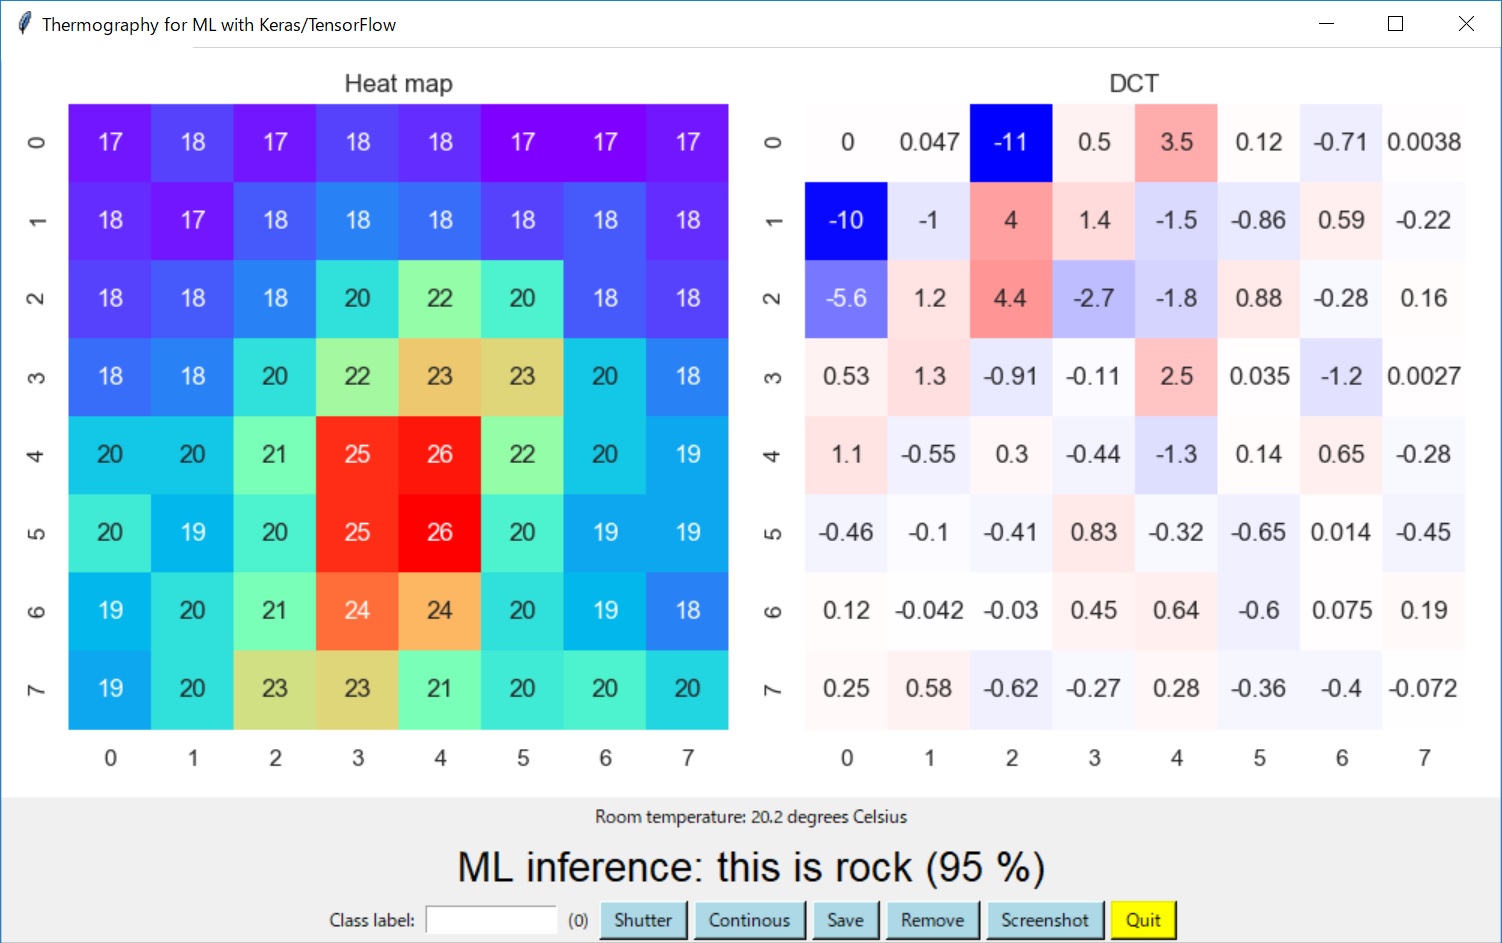 Thermography for ML with Keras/TensorFlow
Heat map
0 17 18 17 18 18 17 17 17
1 18 17 18 18 18 18 18 18
2 18 18 18 20 22 20 18 18
3 18 18 20 22 23 23 20 18
4 20 20 21 25 26 22 20 19
5 20 19 20 25 26 20 19 19
6 19 20 21 24 24 20 19 18
7 19 20 23 23 21 20 20 20
0 1 2 3 4 5 6 7
DCT
0 0 0.047 -11 0.5 3.5 0.12 -0.71 0.0038
1 -10 -1 4 1.4 -1.5 -0.86 0.59 -0.22
2 -5.6 1.2 4.4 -2.7 -1.8 0.88 -0.28 0.16
3 0.53 1.3 -0.91 -0.11 2.5 0.035 -1.2 0.0027
4 1.1 -0.55 0.3 -0.44 -1.3 0.14 0.65 -0.28
5 -0.46 -0.1 -0.41 0.83 -0.32 -0.65 0.014 -0.45
6 0.12 -0.042 -0.03 0.45 0.64 -0.6 0.075 0.19
7 0.25 0.58 -0.62 -0.27 0.28 -0.36 -0.4 -0.072
0 1 2 3 4 5 6 7
Room temperature: 20.2 degrees Celsius
ML inference: this is rock (95 %)
Class label: (0) Shutter Continous Save Remove Screenshot Quit